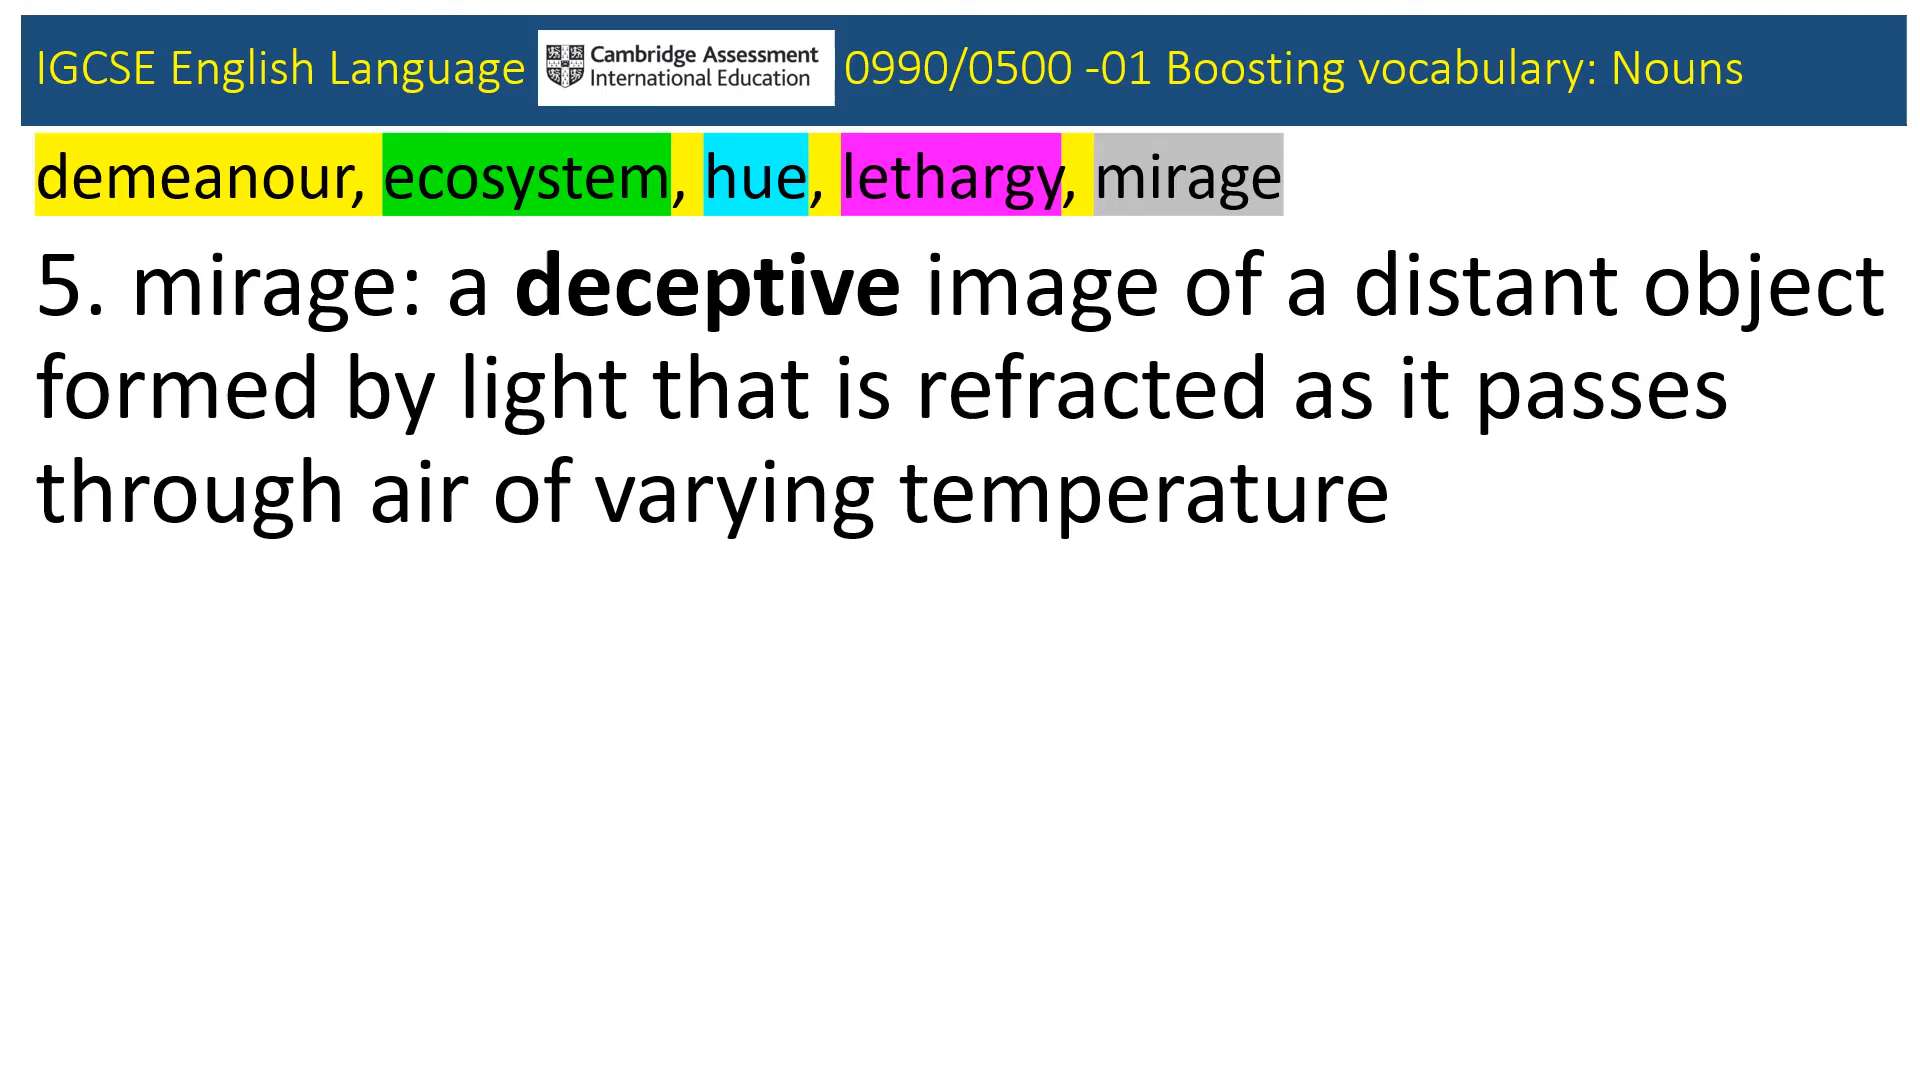 IGCSE English Language Cambridge Assessment International Education 0990/0500 -01 Boosting vocabulary: Nouns
demeanour, ecosystem, hue, lethargy, mirage
5. mirage: a deceptive image of a distant object
formed by light that is refracted as it passes
through air of varying temperature